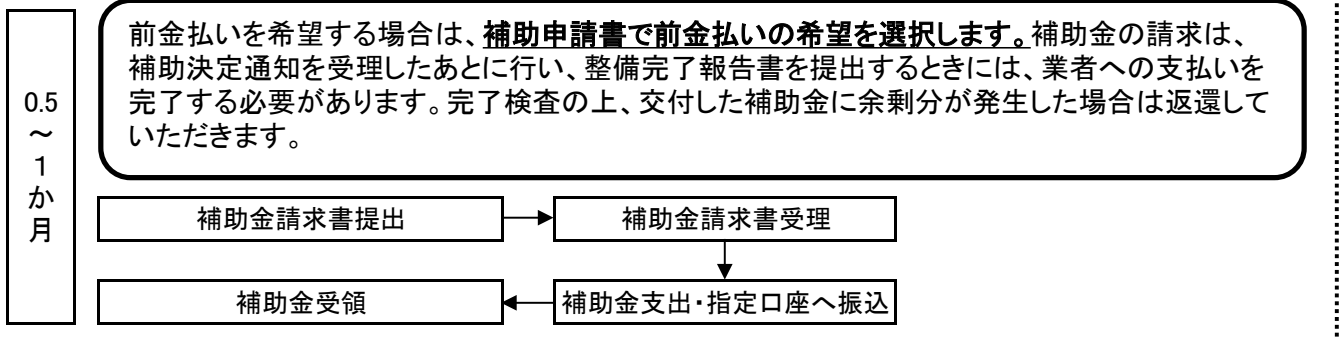 0.5
～
1
か
月
前金払いを希望する場合は、補助申請書で前金払いの希望を選択します。補助金の請求は、
補助決定通知を受理したあとに行い、整備完了報告書を提出するときには、業者への支払いを
完了する必要があります。完了検査の上、交付した補助金に余剰分が発生した場合は返還して
いただきます。
補助金請求書提出
補助金請求書受理
補助金受領
補助金支出・指定口座へ振込